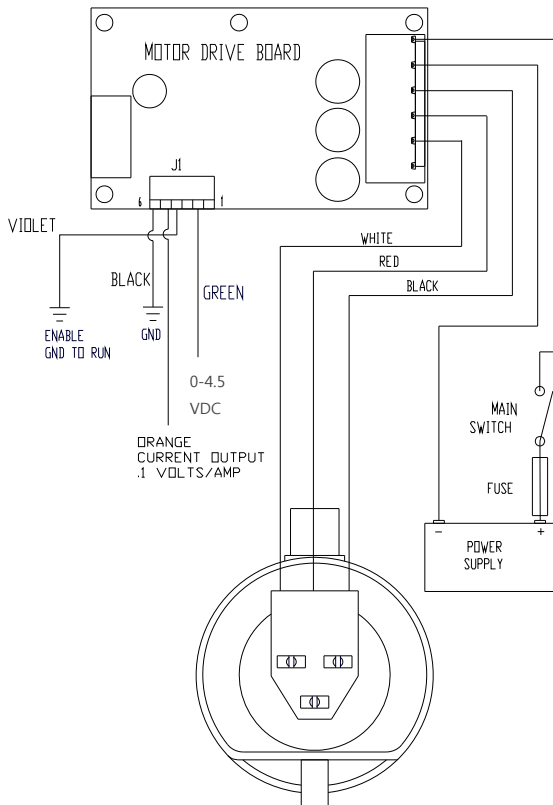 MOTOR DRIVE BOARD
J1
6 1
VIOLET
BLACK
GREEN
ENABLE
GND TO RUN
GND
0-4.5
VDC
ORANGE
CURRENT OUTPUT
.1 VOLTS/AMP
WHITE
RED
BLACK
MAIN
SWITCH
FUSE
- +
POWER
SUPPLY